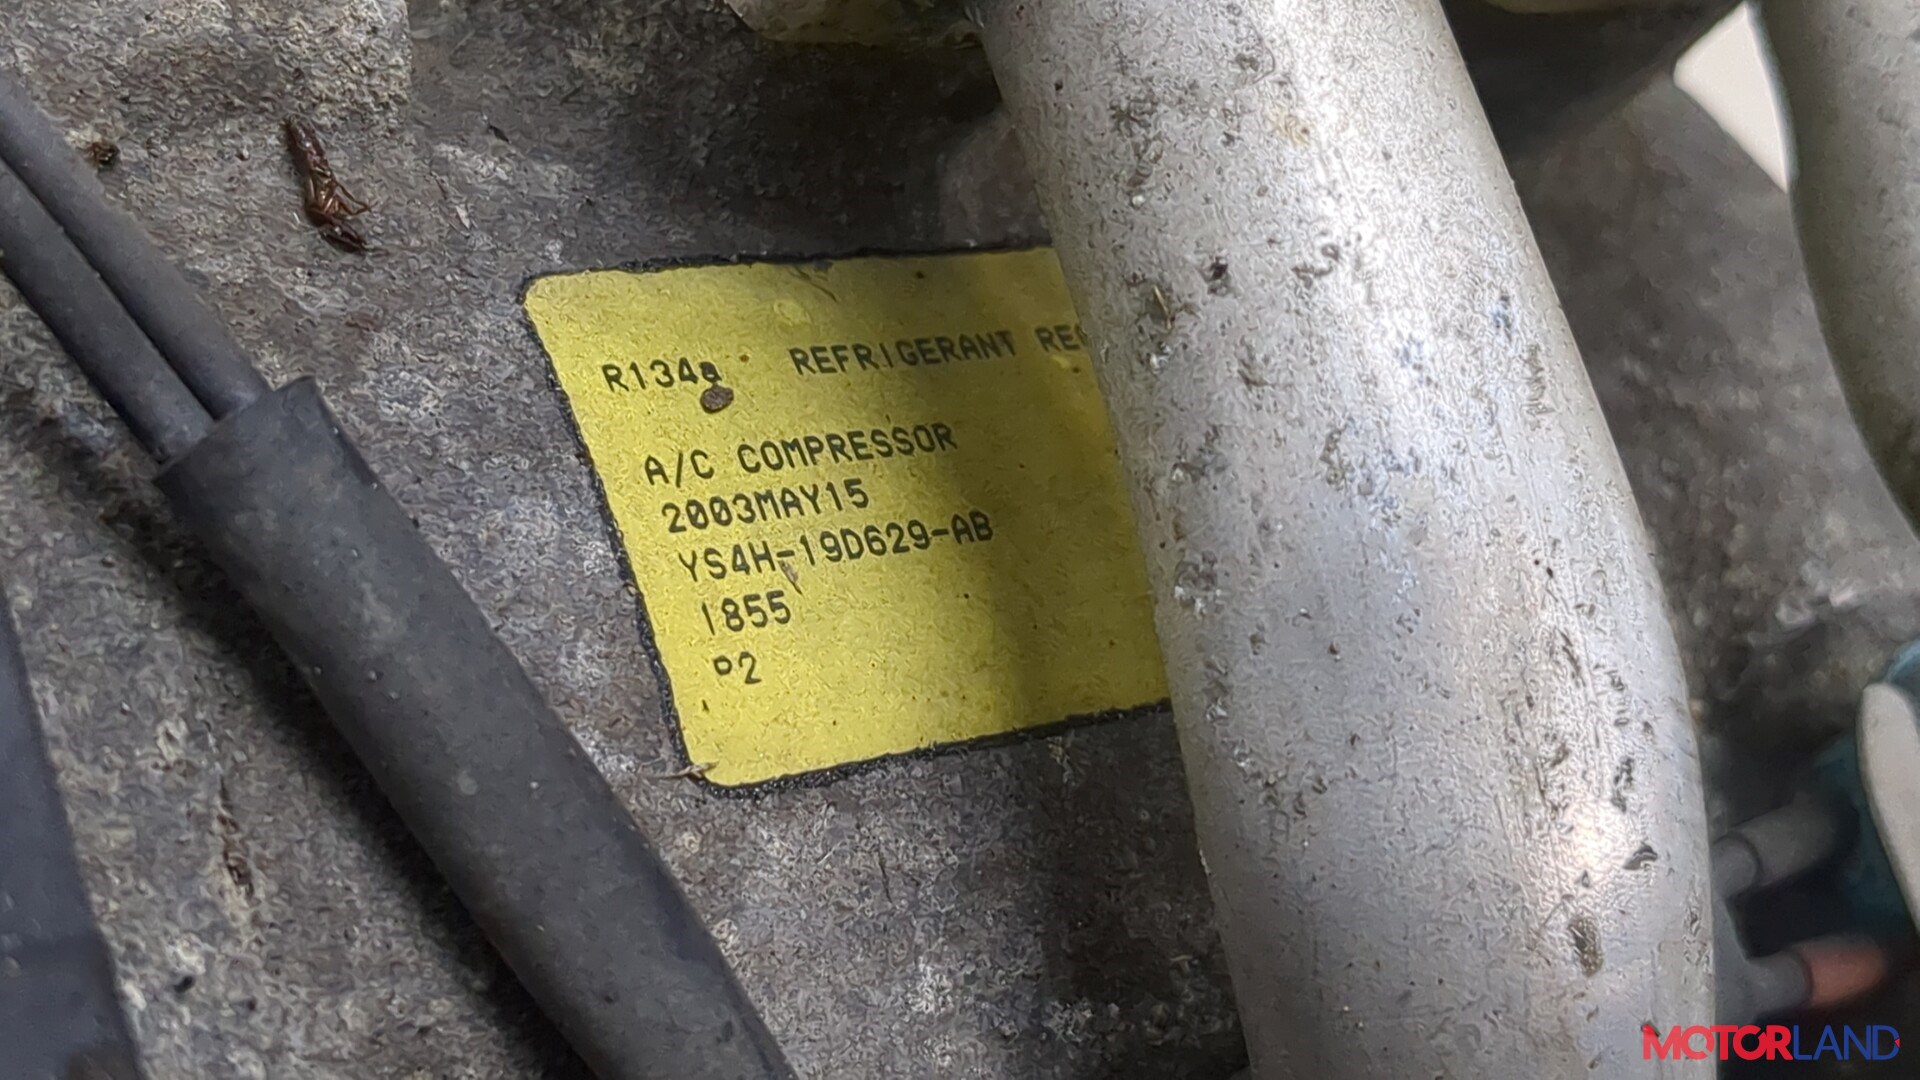 R134a REFRIGERANT
A/C COMPRESSOR
2003MAY15
YS4H-19D629-AB
1855
P2
MOTORLAND